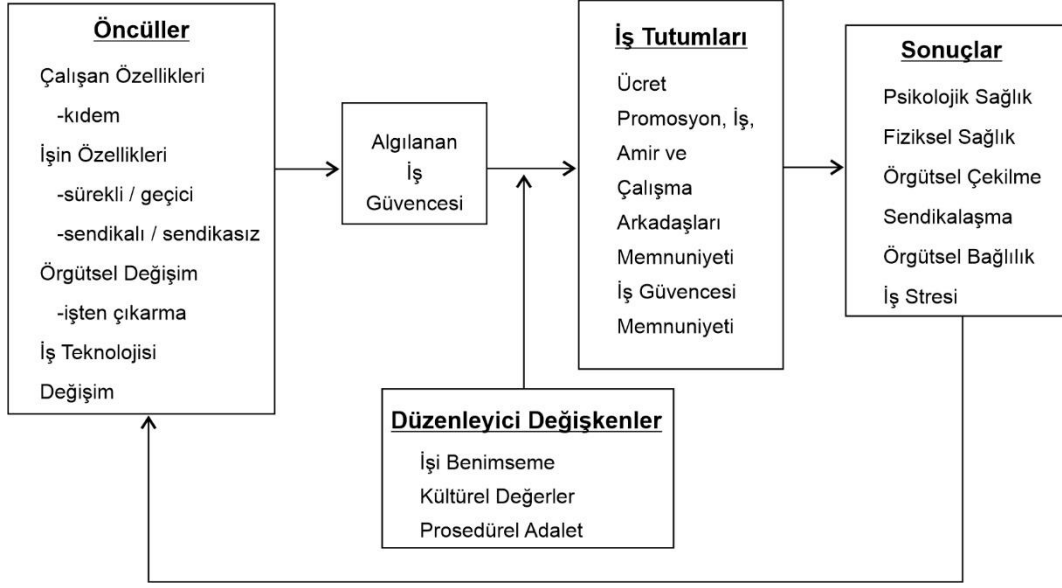 Öncüller
Çalışan Özellikleri
-kıdem
İşin Özellikleri
-sürekli / geçici
-sendikalı / sendikasız
Örgütsel Değişim
-işten çıkarma
İş Teknolojisi
Değişim
Algılanan
İş
Güvencesi
İş Tutumları
Ücret
Promosyon, İş,
Amir ve
Çalışma
Arkadaşları
Memnuniyeti
İş Güvencesi
Memnuniyeti
Sonuçlar
Psikolojik Sağlık
Fiziksel Sağlık
Örgütsel Çekilme
Sendikalaşma
Örgütsel Bağlılık
İş Stresi
Düzenleyici Değişkenler
İşi Benimseme
Kültürel Değerler
Prosedürel Adalet